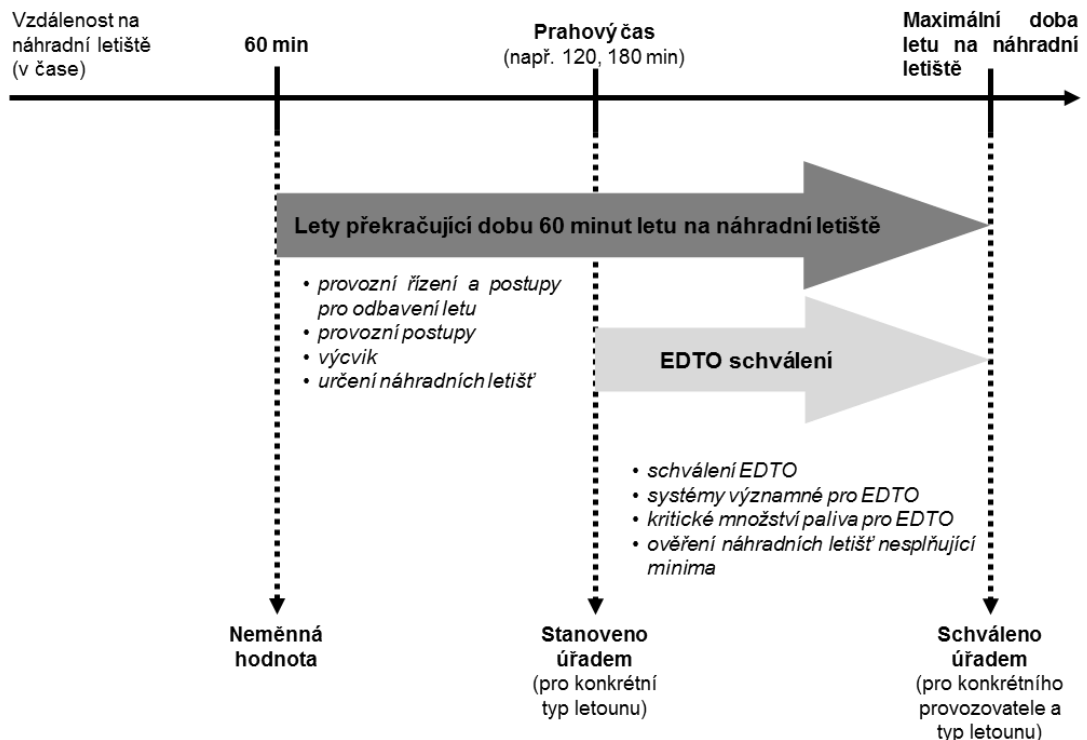 Vzdálenost na
náhradní letiště
(v čase)
60 min
Prahový čas
(např. 120, 180 min)
Maximální doba
letu na náhradní
letiště
Lety překračující dobu 60 minut letu na náhradní letiště
• provozní řízení a postupy
pro odbavení letu
• provozní postupy
• výcvik
• určení náhradních letišť
EDTO schválení
• schválení EDTO
• systémy významné pro EDTO
• kritické množství paliva pro EDTO
• ověření náhradních letišť nesplňující
minima
Neměnná
hodnota
Stanoveno
úřadem
(pro konkrétní
typ letounu)
Schváleno
úřadem
(pro konkrétního
provozovatele a
typ letounu)